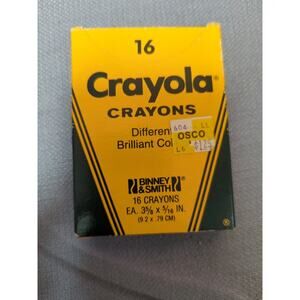 16
Crayola®
CRAYONS
Different
Brilliant
604
OSCO
BINNEY
& SMITH®
16 CRAYONS
EA. 3⅝ x 5/16 IN.
(9.2 x .79 CM)
®